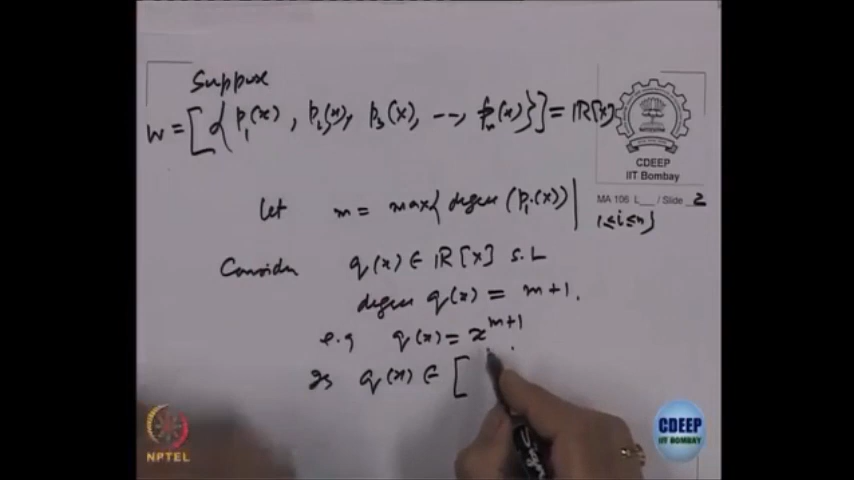 Suppose
W = [{p₁(x), p₂(x), p₃(x), --, pₙ(x)}] = ℝ[x]
CDEEP
IIT Bombay
MA 106 L__ / Slide 2
Let m = max{degree (pᵢ(x)) | 1≤i≤n}
Consider q(x) ∈ ℝ[x] s.t
degree q(x) = m+1.
e.g q(x) = x^{m+1}.
Is q(x) ∈ [
NPTEL
CDEEP
IIT BOMBAY